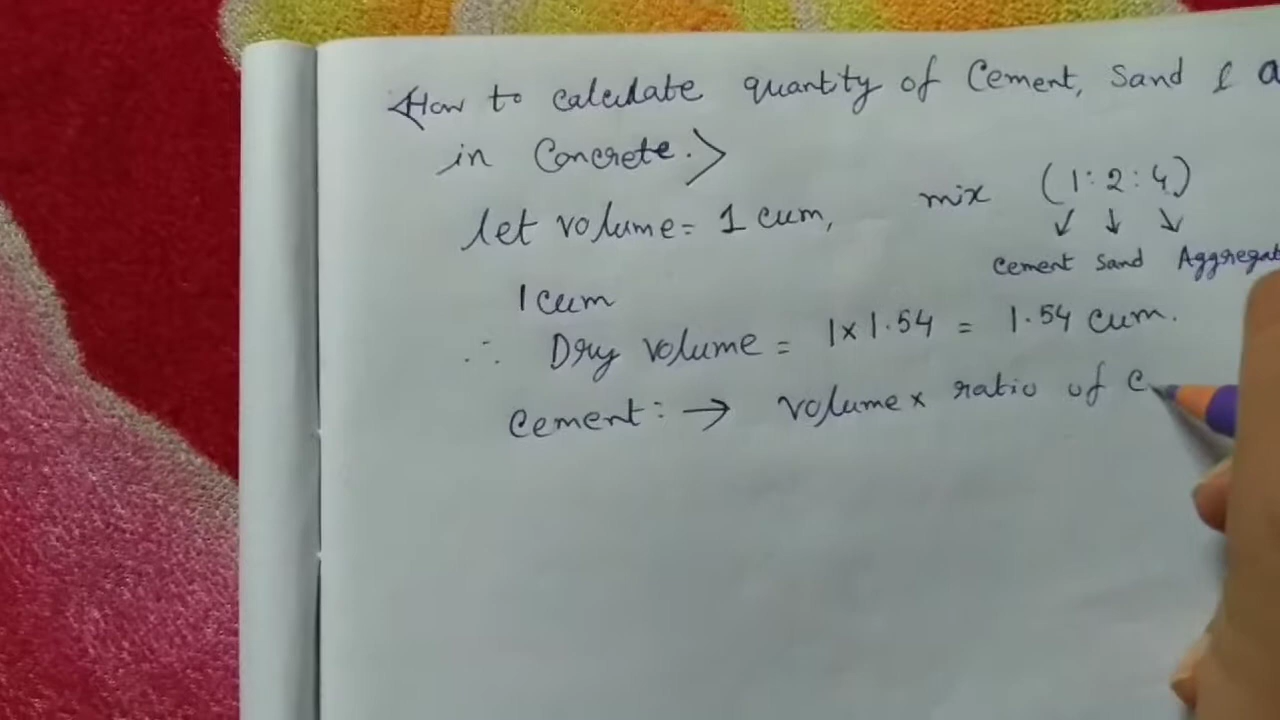 How to calculate quantity of Cement, Sand & a
in Concrete.
let volume = 1 cum, mix (1:2:4)
cement sand Aggregat
1 cum
∴ Dry volume = 1 x 1.54 = 1.54 cum.
cement :→ volume x ratio of c